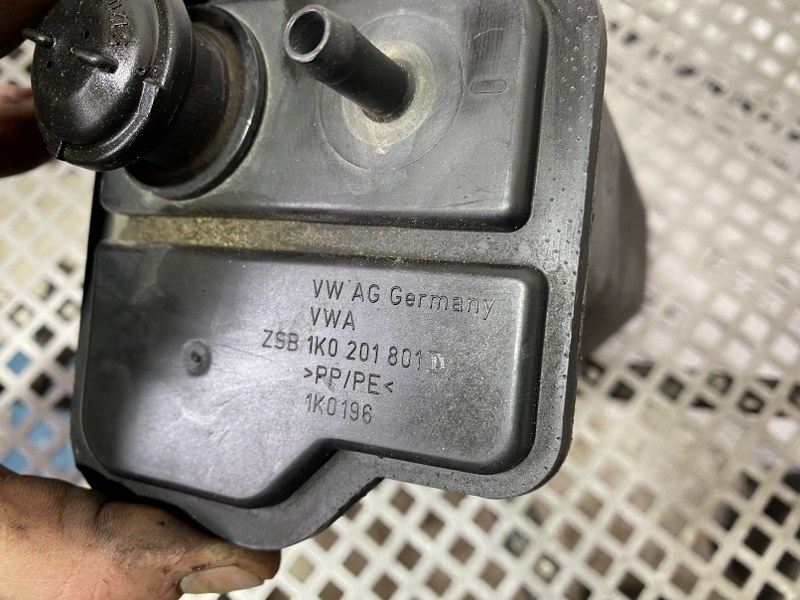 VW AG Germany
VWA
ZSB 1K0 201 801 D
>PP/PE<
1K0196